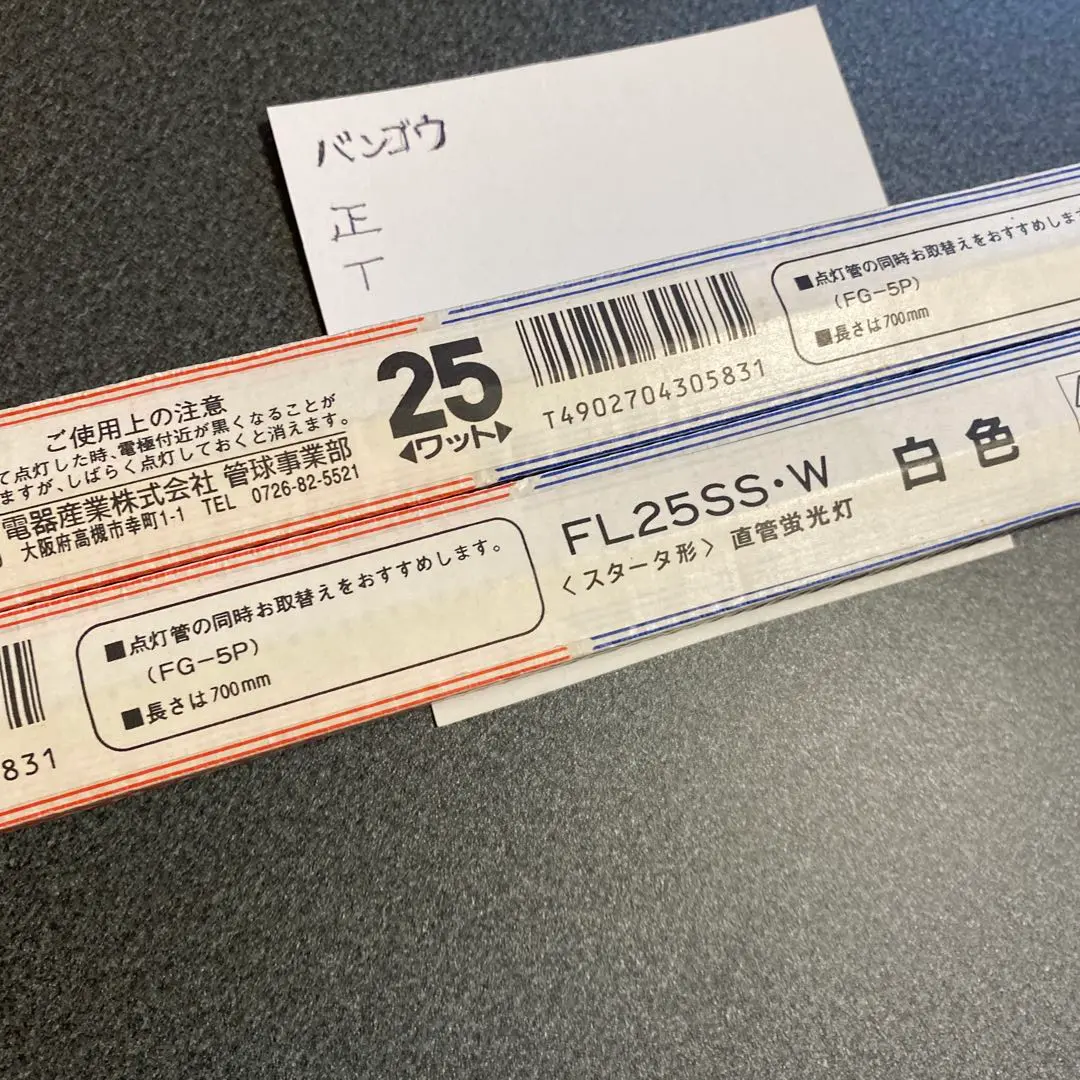 バンゴウ
正
T
ご使用上の注意
て点灯した時、電極付近が黒くなることが
ますが、しばらく点灯しておくと消えます。
電器産業株式会社 管球事業部
大阪府高槻市幸町1-1 TEL 0726-82-5521
25
ワット
T4902704305831
■点灯管の同時お取替えをおすすめしま
(FG-5P)
■長さは700mm
831
■点灯管の同時お取替えをおすすめします。
(FG-5P)
■長さは700mm
FL25SS・W 白色
〈スタータ形〉 直管蛍光灯